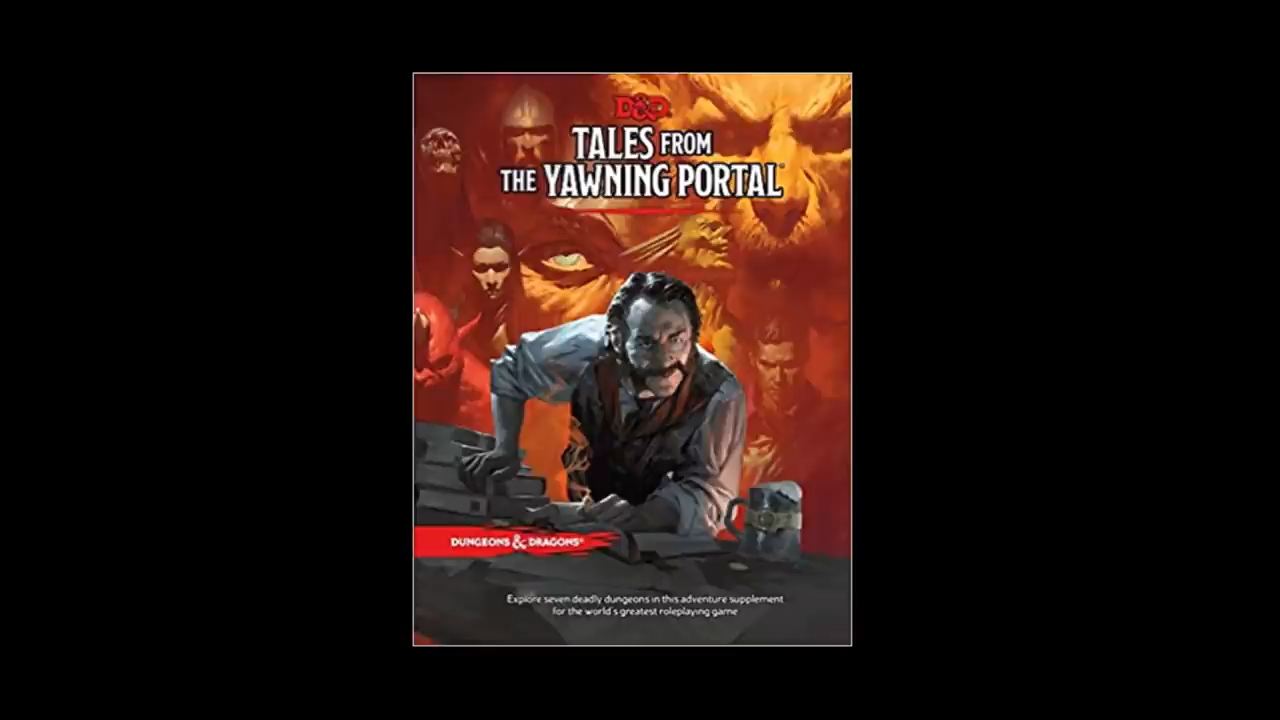 D&D
TALES FROM
THE YAWNING PORTAL
DUNGEONS & DRAGONS®
Explore seven deadly dungeons in this adventure supplement
for the world's greatest roleplaying game